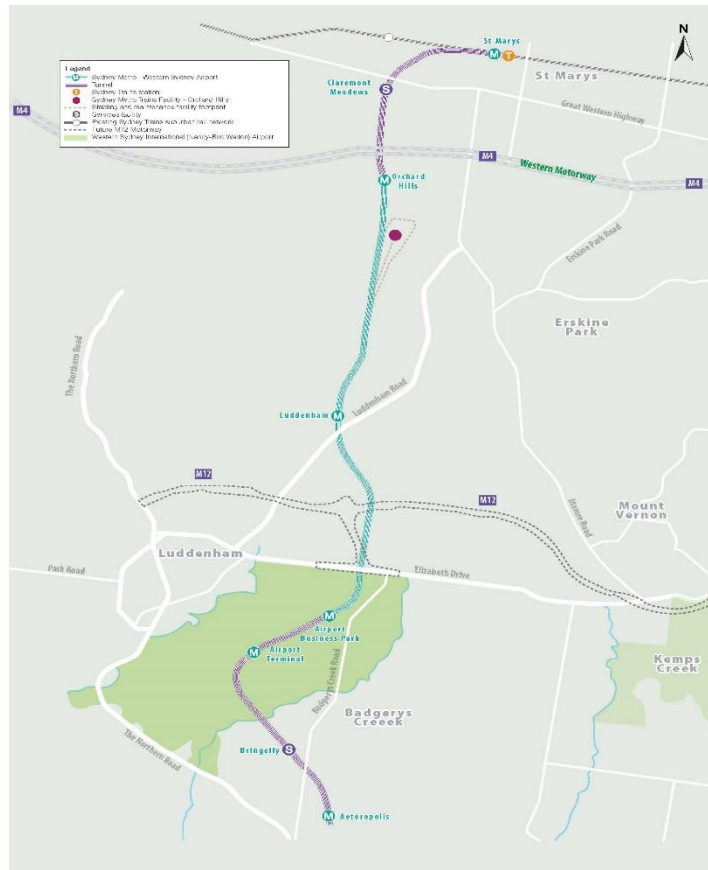 N
St Marys
St Marys
Claremont
Meadows
Great Western Highway
Legend
Sydney Metro - Western Sydney Airport
Tunnel
Sydney Trains station
Sydney Metro Trains Facility - Orchard Hills
Stabling and maintenance facility footprint
Services facility
Existing Sydney Trains suburban rail network
Future M12 Motorway
Western Sydney International (Nancy-Bird Walton) Airport
M
T
S
M
T
S
M4
M4
Western Motorway
M4
M
Orchard
Hills
Erskine Park Road
Erskine
Park
The Northern Road
Luddenham Road
Luddenham
M
M12
M12
Mamre Road
Mount
Vernon
Luddenham
Park Road
Elizabeth Drive
M
Airport
Business Park
M
Airport
Terminal
Badgerys Creek Road
Kemps
Creek
Badgerys
Creeek
The Northern Road
Bringelly
S
M
Aeteropolis